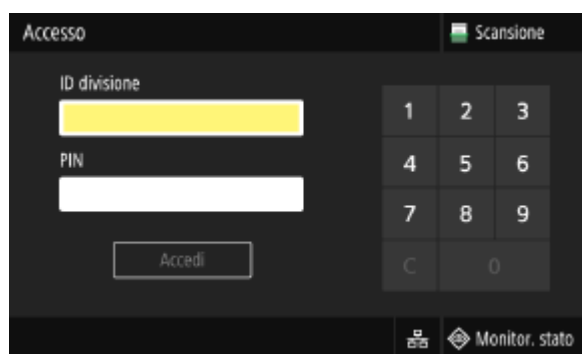 Accesso
Scansione
ID divisione
PIN
1 2 3
4 5 6
7 8 9
C 0
Accedi
Monitor. stato